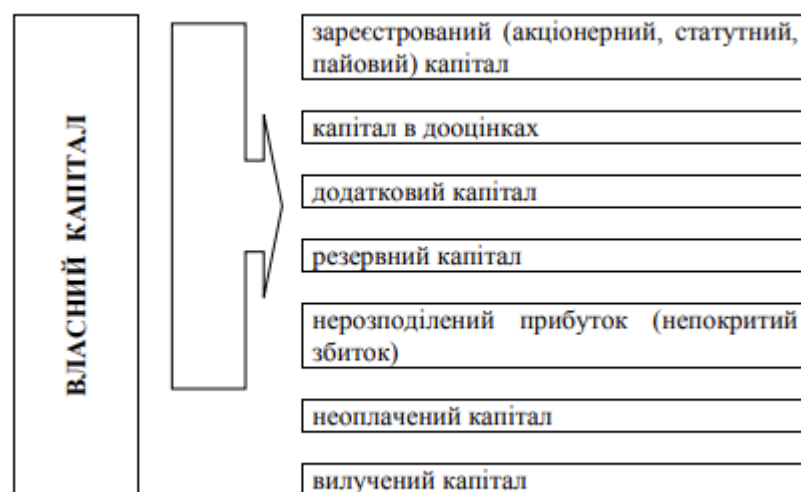 ВЛАСНИЙ КАПІТАЛ
зареєстрований (акціонерний, статутний,
пайовий) капітал
капітал в дооцінках
додатковий капітал
резервний капітал
нерозподілений прибуток (непокритий
збиток)
неоплачений капітал
вилучений капітал